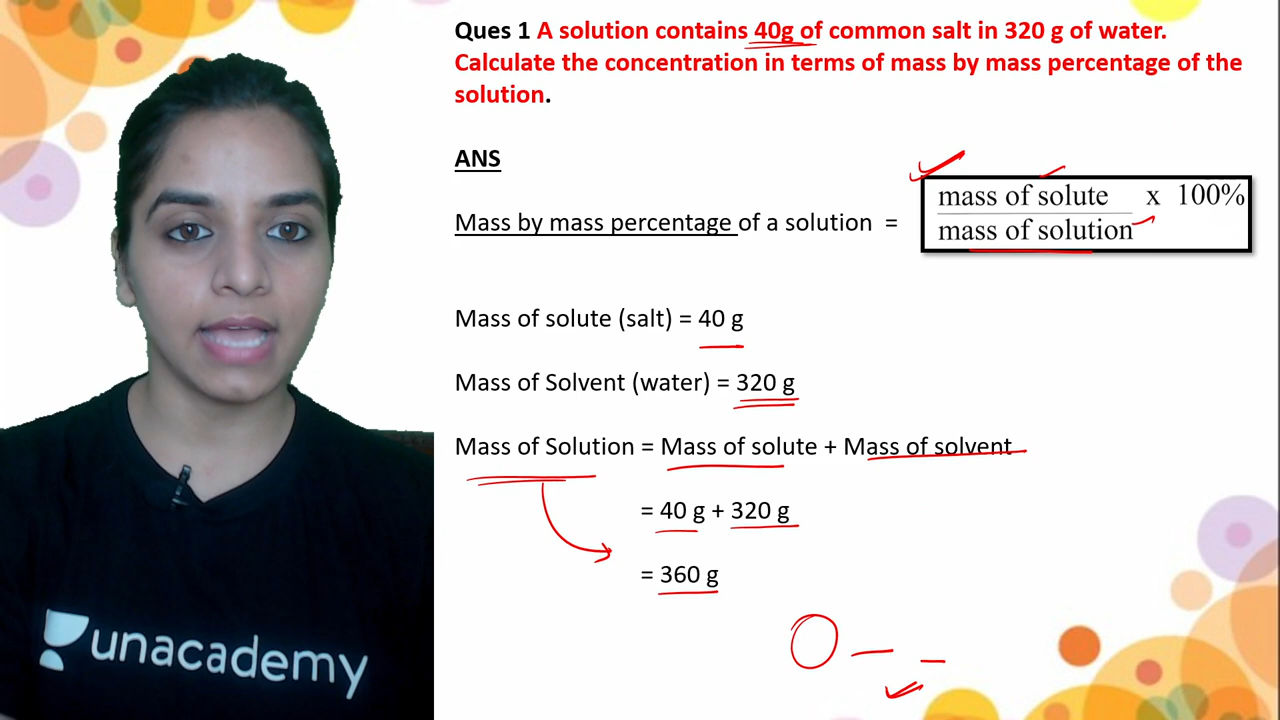 Ques 1 A solution contains 40g of common salt in 320 g of water.
Calculate the concentration in terms of mass by mass percentage of the
solution.
ANS
Mass by mass percentage of a solution =
mass of solute x 100%
mass of solution
Mass of solute (salt) = 40 g
Mass of Solvent (water) = 320 g
Mass of Solution = Mass of solute + Mass of solvent
= 40 g + 320 g
= 360 g
unacademy